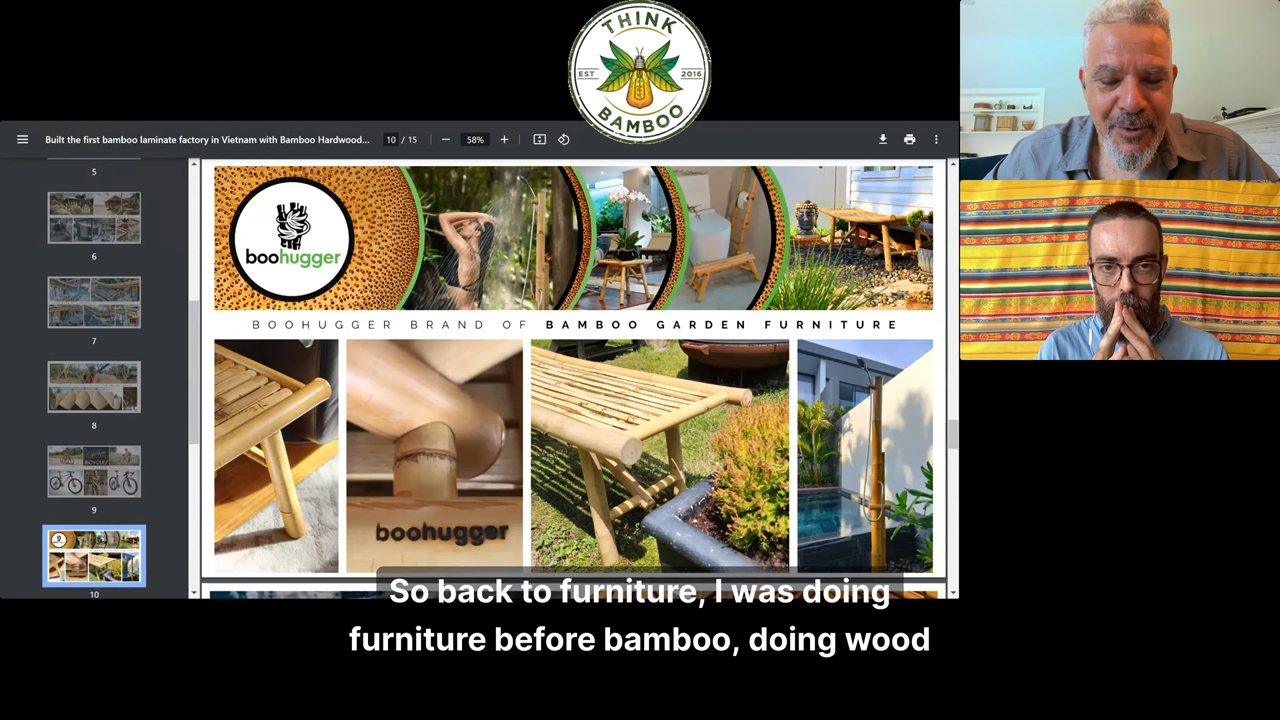 THINK
EST 2016
BAMBOO
Built the first bamboo laminate factory in Vietnam with Bamboo Hardwood...
10 / 15
58%
5
6
7
8
9
10
boohugger
BOOHUGGER BRAND OF BAMBOO GARDEN FURNITURE
boohugger
So back to furniture, I was doing
furniture before bamboo, doing wood